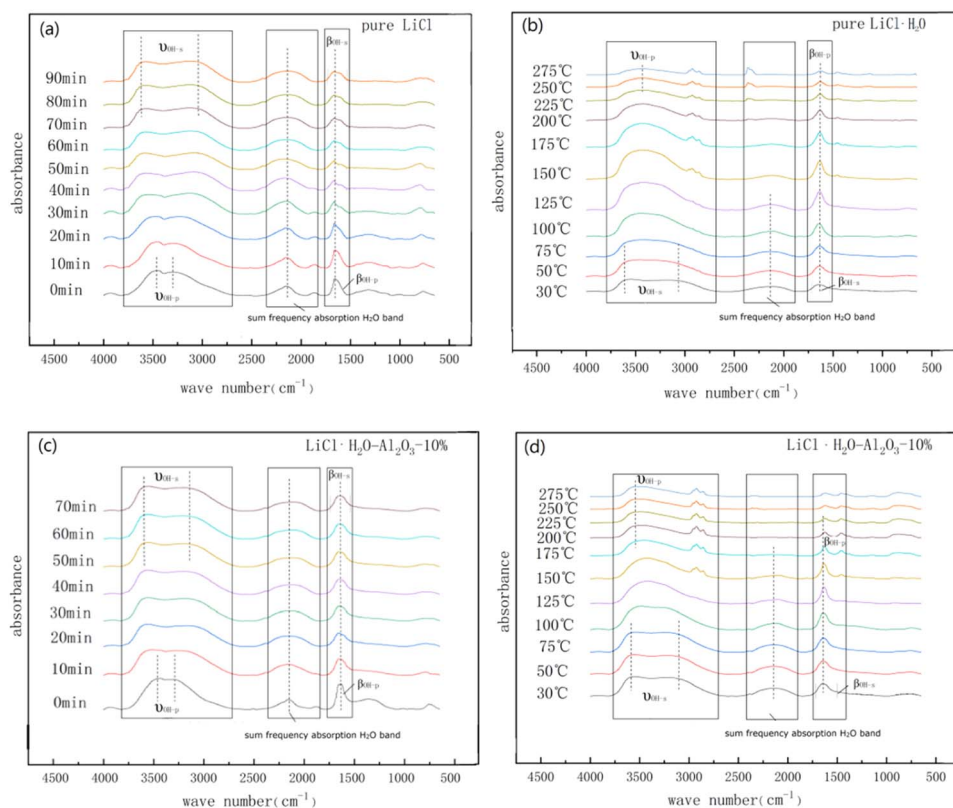 (a)
pure LiCl
υOH-s
βOH-s
90min
80min
70min
60min
50min
40min
30min
20min
10min
0min
υOH-p
βOH-p
sum frequency absorption H2O band
absorbance
4500 4000 3500 3000 2500 2000 1500 1000 500
wave number(cm⁻¹)
(b)
pure LiCl·H2O
υOH-p
βOH-p
275℃
250℃
225℃
200℃
175℃
150℃
125℃
100℃
75℃
50℃
30℃
υOH-s
βOH-s
sum frequency absorption H2O band
absorbance
4500 4000 3500 3000 2500 2000 1500 1000 500
wave number(cm⁻¹)
(c)
LiCl·H2O-Al2O3-10%
υOH-s
βOH-s
70min
60min
50min
40min
30min
20min
10min
0min
υOH-p
βOH-p
sum frequency absorption H2O band
absorbance
4500 4000 3500 3000 2500 2000 1500 1000 500
wave number(cm⁻¹)
(d)
LiCl·H2O-Al2O3-10%
υOH-p
275℃
250℃
225℃
200℃
βOH-p
175℃
150℃
125℃
100℃
75℃
50℃
30℃
υOH-s
βOH-s
sum frequency absorption H2O band
absorbance
4500 4000 3500 3000 2500 2000 1500 1000 500
wave number(cm⁻¹)